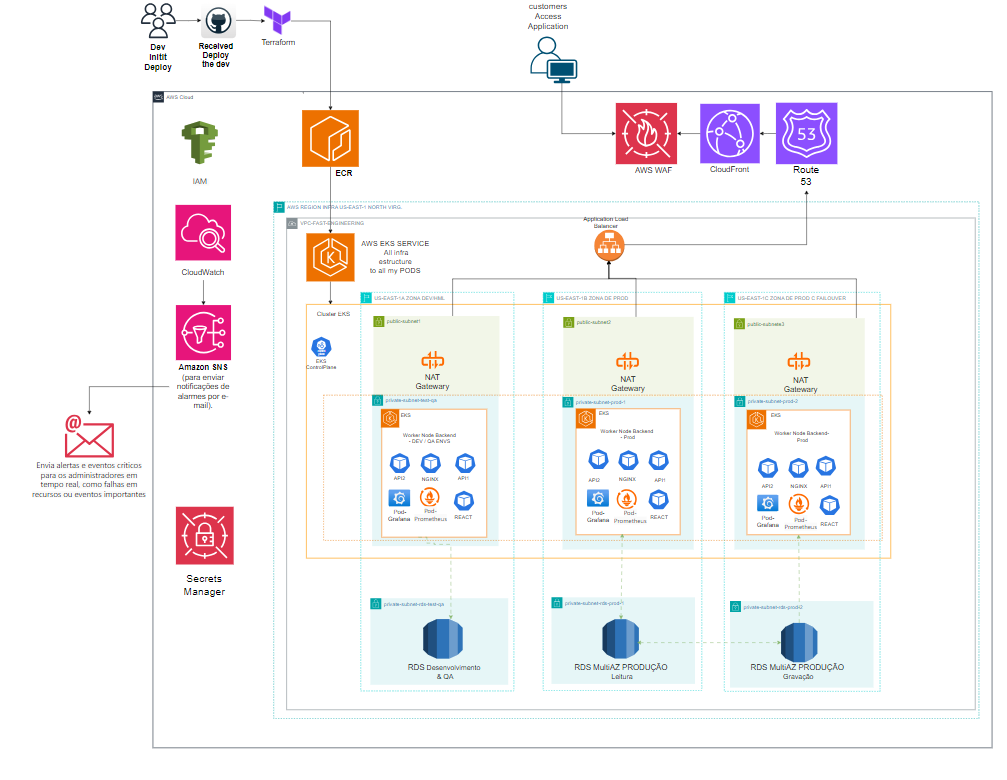 Dev
Initit
Deploy
Received
Deploy
the dev
Terraform
customers
Access
Application
AWS Cloud
IAM
ECR
AWS WAF
CloudFront
53
Route
53
AWS REGION INFRA US-EAST-1 NORTH VIRG.
VPC-FAST-ENGINEERING
Application Load
Balancer
AWS EKS SERVICE
All infra
estructure
to all my PODS
CloudWatch
Amazon SNS
(para enviar
notificações de
alarmes por e-
mail).
Envia alertas e eventos criticos
para os administradores em
tempo real, como falhas em
recursos ou eventos importantes
Secrets
Manager
US-EAST-1A ZONA DEV/HML
US-EAST-1B ZONA DE PROD
US-EAST-1C ZONA DE PROD C FAILOUVER
Cluster EKS
EKS
ControlPlane
public-subnet1
NAT
Gatewary
public-subnet2
NAT
Gatewary
public-subnete3
NAT
Gatewary
private-subnet-test-qa
EKS
Worker Node Backend
- DEV / QA ENVS
API2
NGINX
API1
Pod-
Grafana
Pod-
Prometheus
REACT
private-subnet-prod-1
EKS
Worker Node Backend
- Prod
API2
NGINX
API1
Pod-
Grafana
Pod-
Prometheus
REACT
private-subnet-prod-2
EKS
Worker Node Backend-
Prod
API2
NGINX
API1
Pod-
Grafana
Pod-
Prometheus
REACT
private-subnet-rds-test-qa
RDS Desenvolvimento
& QA
private-subnet-rds-prod-1
RDS MultiAZ PRODUÇÃO
Leitura
private-subnet-rds-prod-2
RDS MultiAZ PRODUÇÃO
Gravação